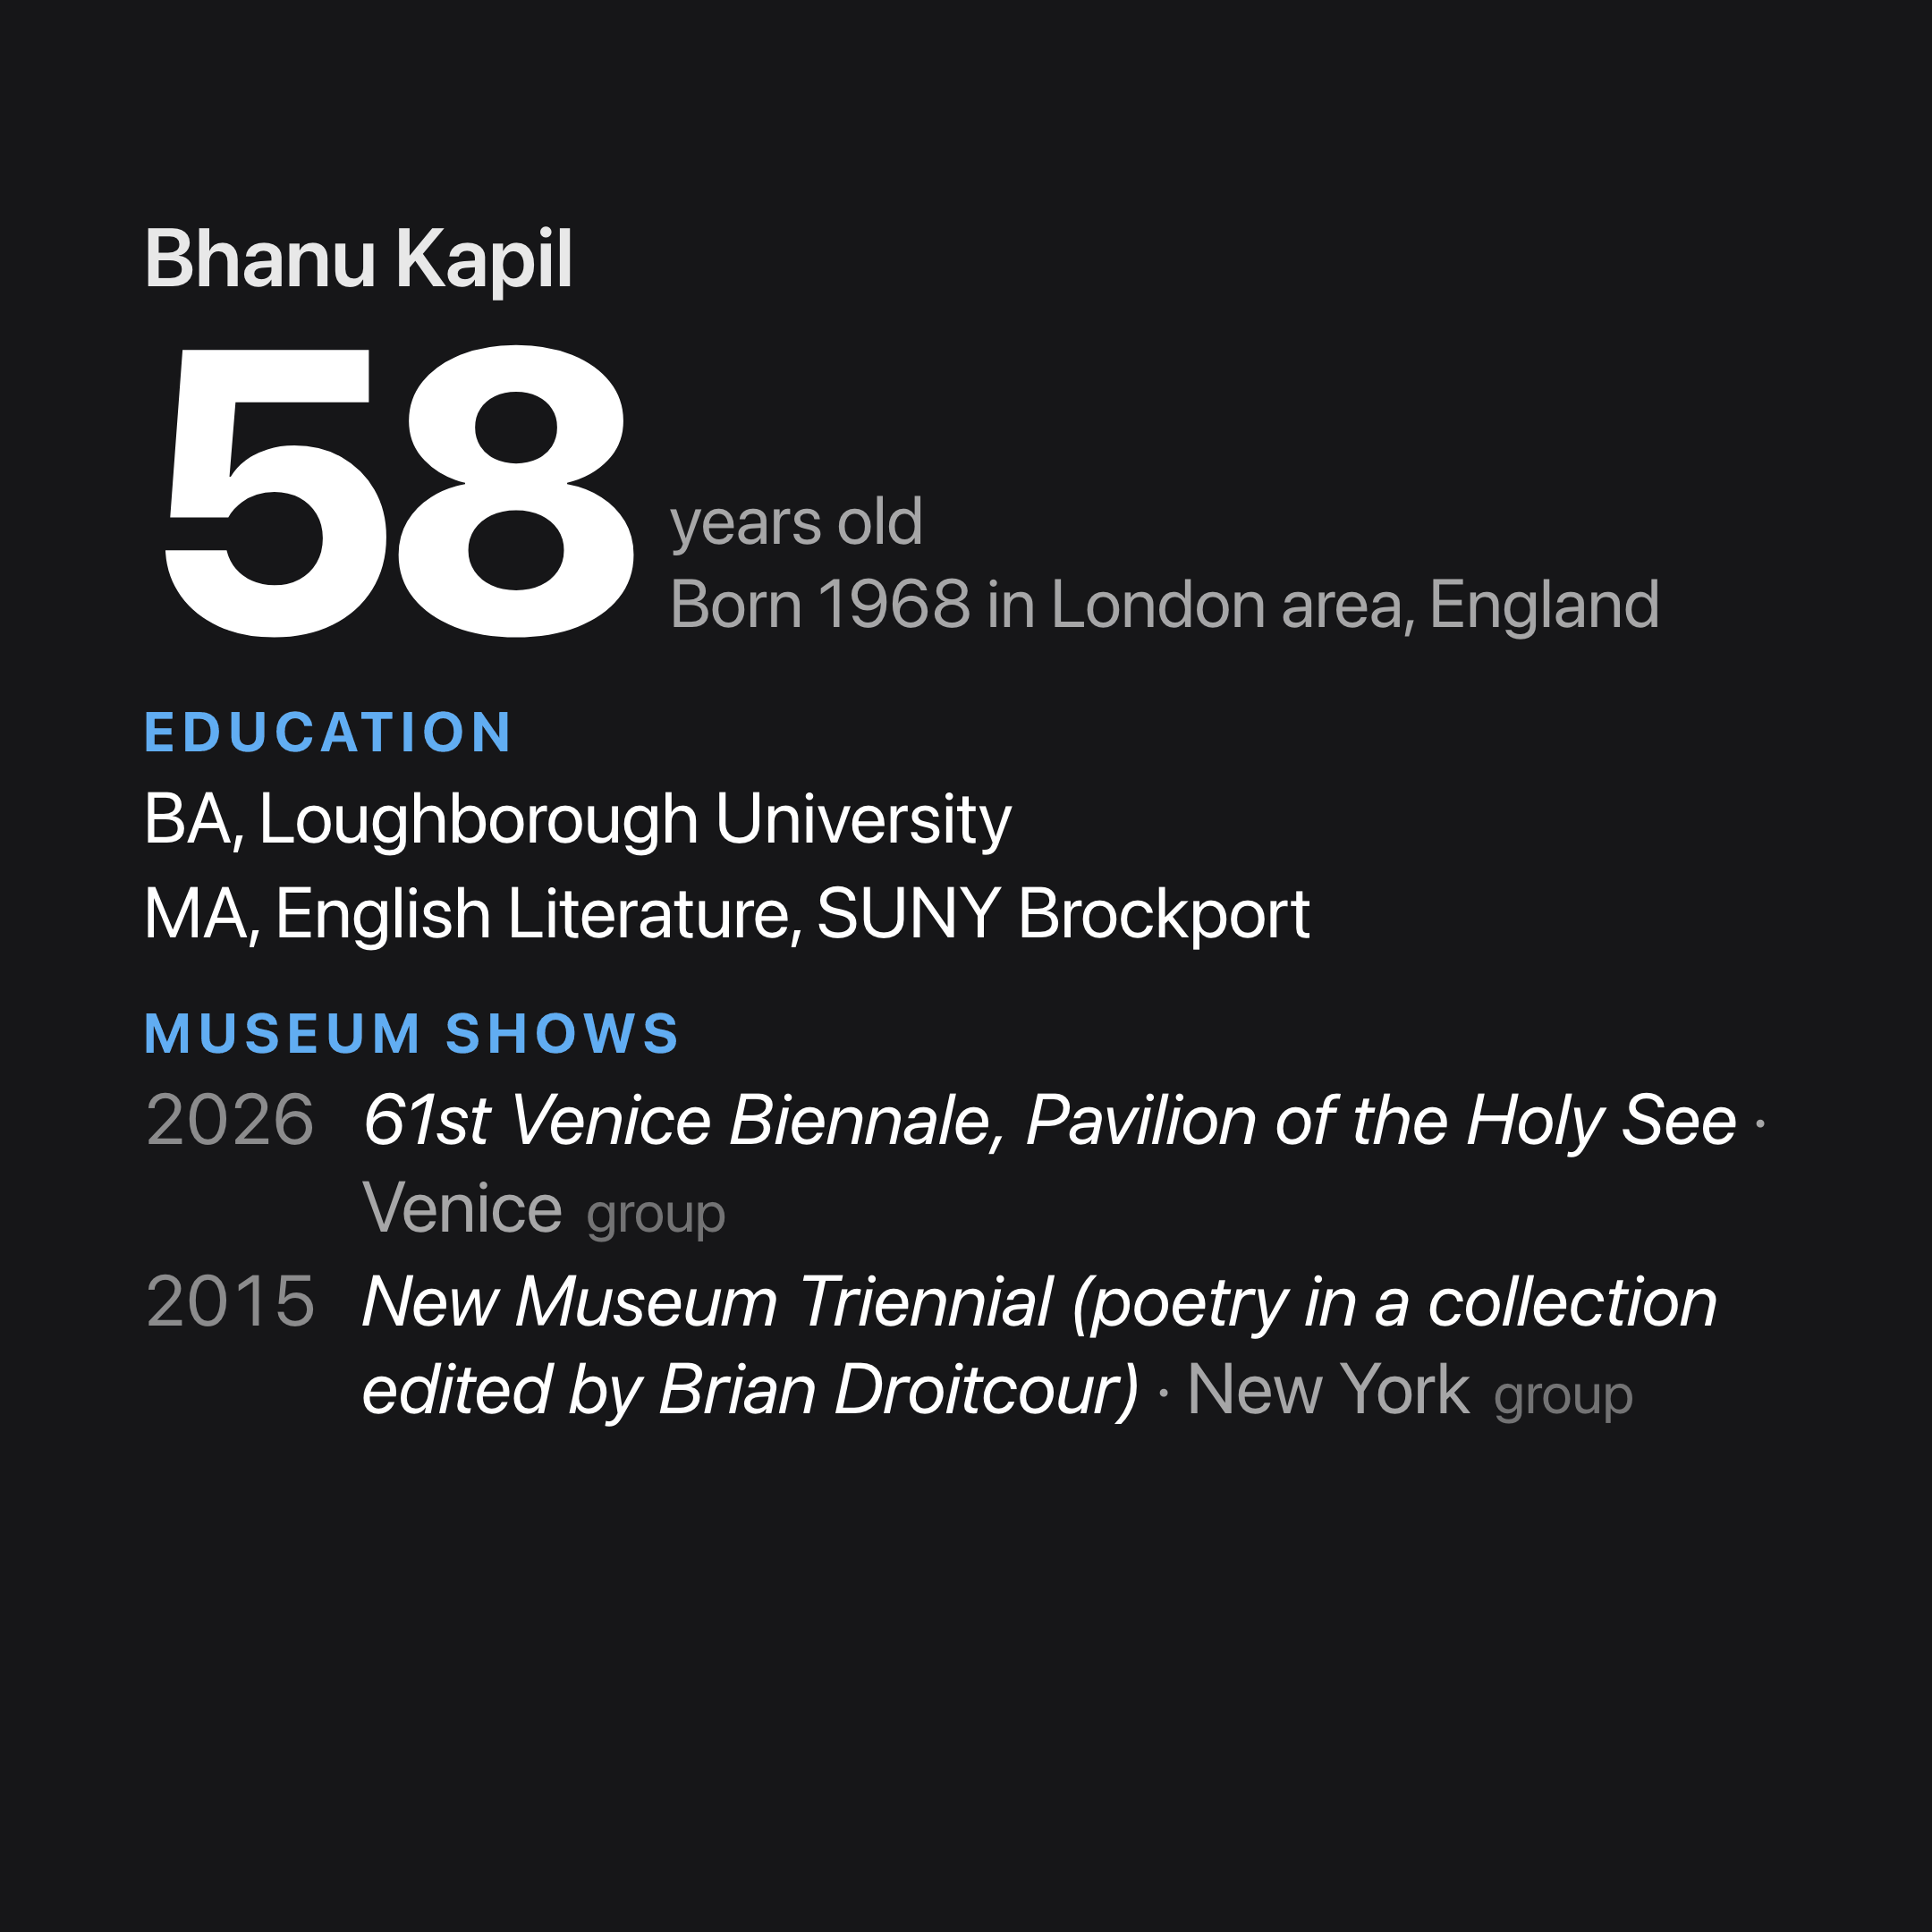 Bhanu Kapil
58
years old
Born 1968 in London area, England
EDUCATION
BA, Loughborough University
MA, English Literature, SUNY Brockport
MUSEUM SHOWS
2026 61st Venice Biennale, Pavilion of the Holy See ·
Venice group
2015 New Museum Triennial (poetry in a collection
edited by Brian Droitcour) · New York group